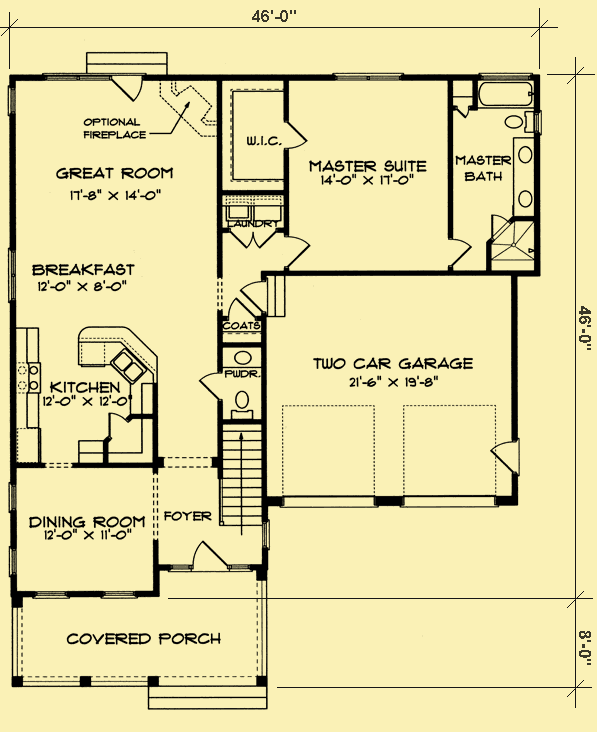 46'-0"
OPTIONAL
FIREPLACE
W.I.C.
GREAT ROOM
17'-8" X 14'-0"
MASTER SUITE
14'-0" X 17'-0"
MASTER
BATH
LAUNDRY
BREAKFAST
12'-0" X 8'-0"
COATS
46'-0"
KITCHEN
12'-0" X 12'-0"
PWDR.
TWO CAR GARAGE
21'-6" X 19'-8"
DINING ROOM
12'-0" X 11'-0"
FOYER
COVERED PORCH
8'-0"